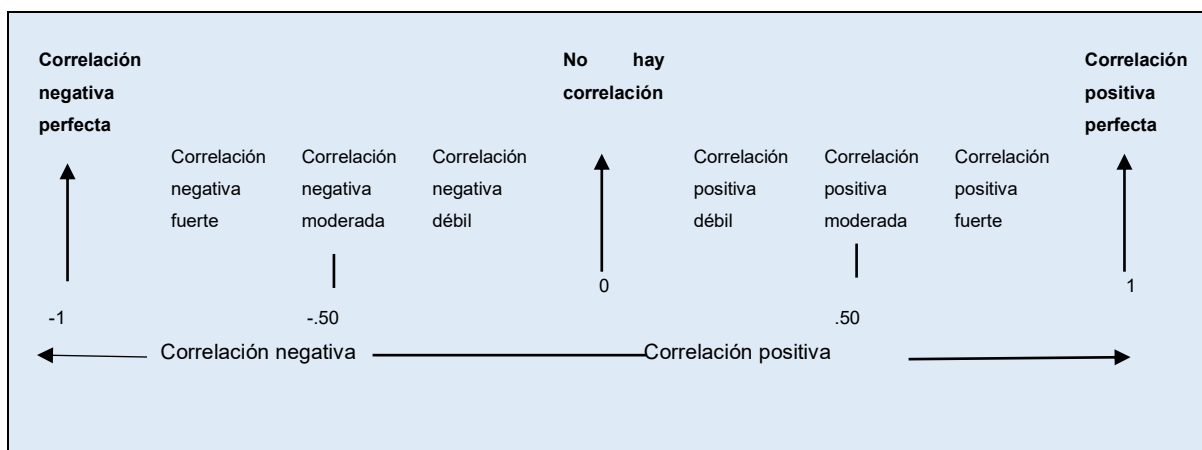 Correlación
negativa
perfecta
No hay
correlación
Correlación
positiva
perfecta
Correlación
negativa
fuerte
Correlación
negativa
moderada
Correlación
negativa
débil
Correlación
positiva
débil
Correlación
positiva
moderada
Correlación
positiva
fuerte
-1
-.50
0
.50
1
Correlación negativa
Correlación positiva